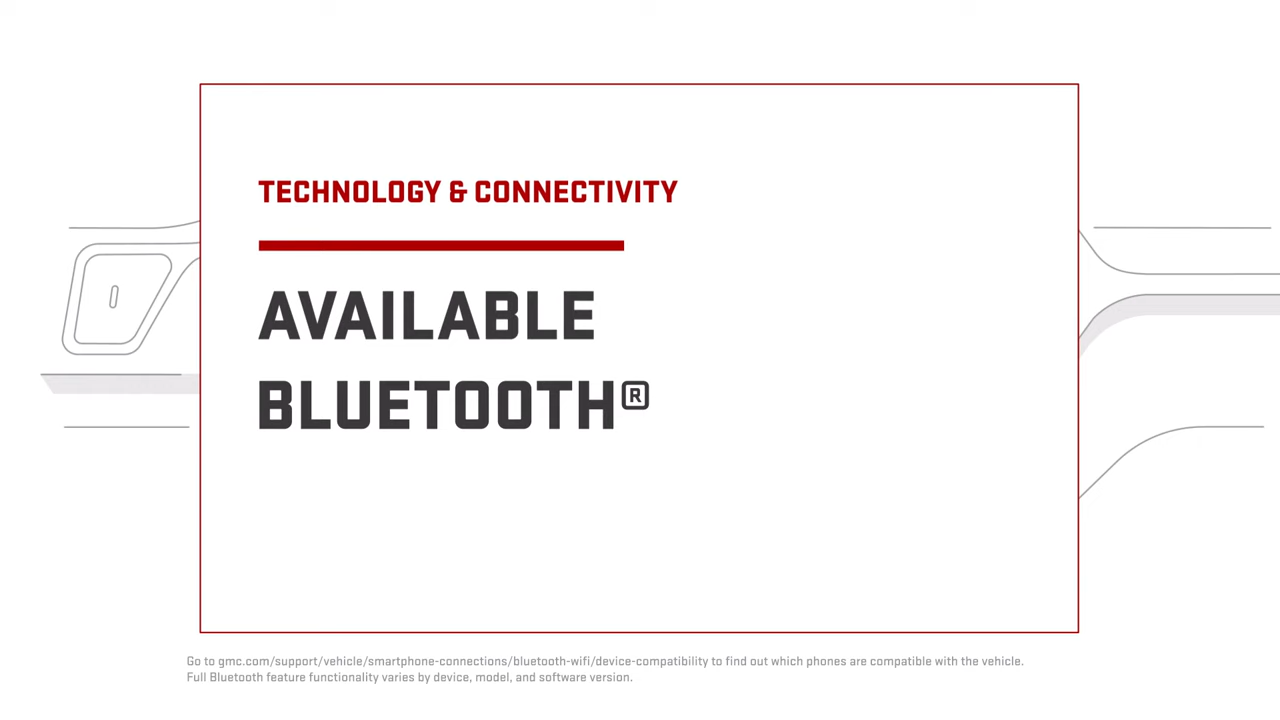 TECHNOLOGY & CONNECTIVITY
AVAILABLE
BLUETOOTH®
Go to gmc.com/support/vehicle/smartphone-connections/bluetooth-wifi/device-compatibility to find out which phones are compatible with the vehicle.
Full Bluetooth feature functionality varies by device, model, and software version.